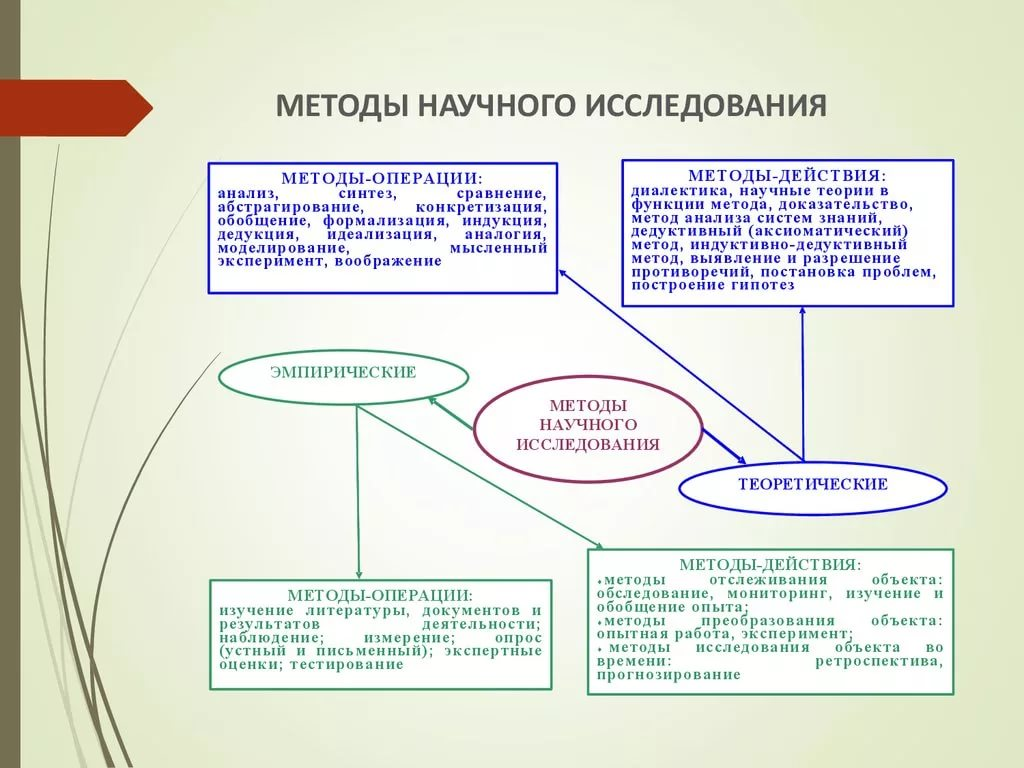 МЕТОДЫ НАУЧНОГО ИССЛЕДОВАНИЯ
МЕТОДЫ-ОПЕРАЦИИ:
анализ, синтез, сравнение,
абстрагирование, конкретизация,
обобщение, формализация, индукция,
дедукция, идеализация, аналогия,
моделирование, мысленный
эксперимент, воображение
МЕТОДЫ-ДЕЙСТВИЯ:
диалектика, научные теории в
функции метода, доказательство,
метод анализа систем знаний,
дедуктивный (аксиоматический)
метод, индуктивно-дедуктивный
метод, выявление и разрешение
противоречий, постановка проблем,
построение гипотез
ЭМПИРИЧЕСКИЕ
МЕТОДЫ
НАУЧНОГО
ИССЛЕДОВАНИЯ
ТЕОРЕТИЧЕСКИЕ
МЕТОДЫ-ОПЕРАЦИИ:
изучение литературы, документов и
результатов деятельности;
наблюдение; измерение; опрос
(устный и письменный); экспертные
оценки; тестирование
МЕТОДЫ-ДЕЙСТВИЯ:
•методы отслеживания объекта:
обследование, мониторинг, изучение и
обобщение опыта;
•методы преобразования объекта:
опытная работа, эксперимент;
• методы исследования объекта во
времени: ретроспектива,
прогнозирование